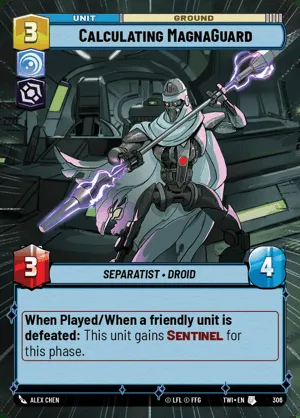 UNIT
GROUND
3
CALCULATING MAGNAGUARD
3
4
SEPARATIST • DROID
When Played/When a friendly unit is
defeated: This unit gains SENTINEL for
this phase.
ALEX CHEN
© LFL © FFG
TWI • EN
306